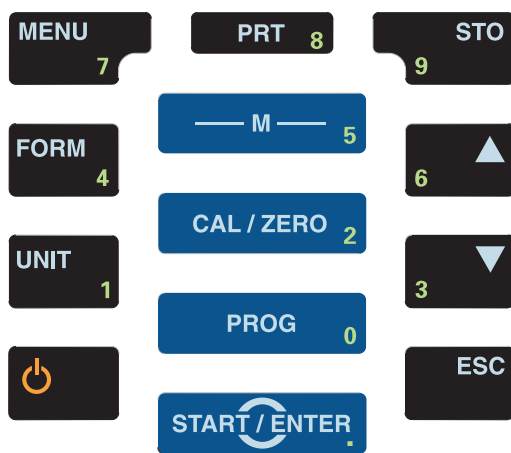 MENU 7
PRT 8
STO 9
— M — 5
FORM 4
▲ 6
CAL / ZERO 2
UNIT 1
▼ 3
PROG 0
ESC
START / ENTER .